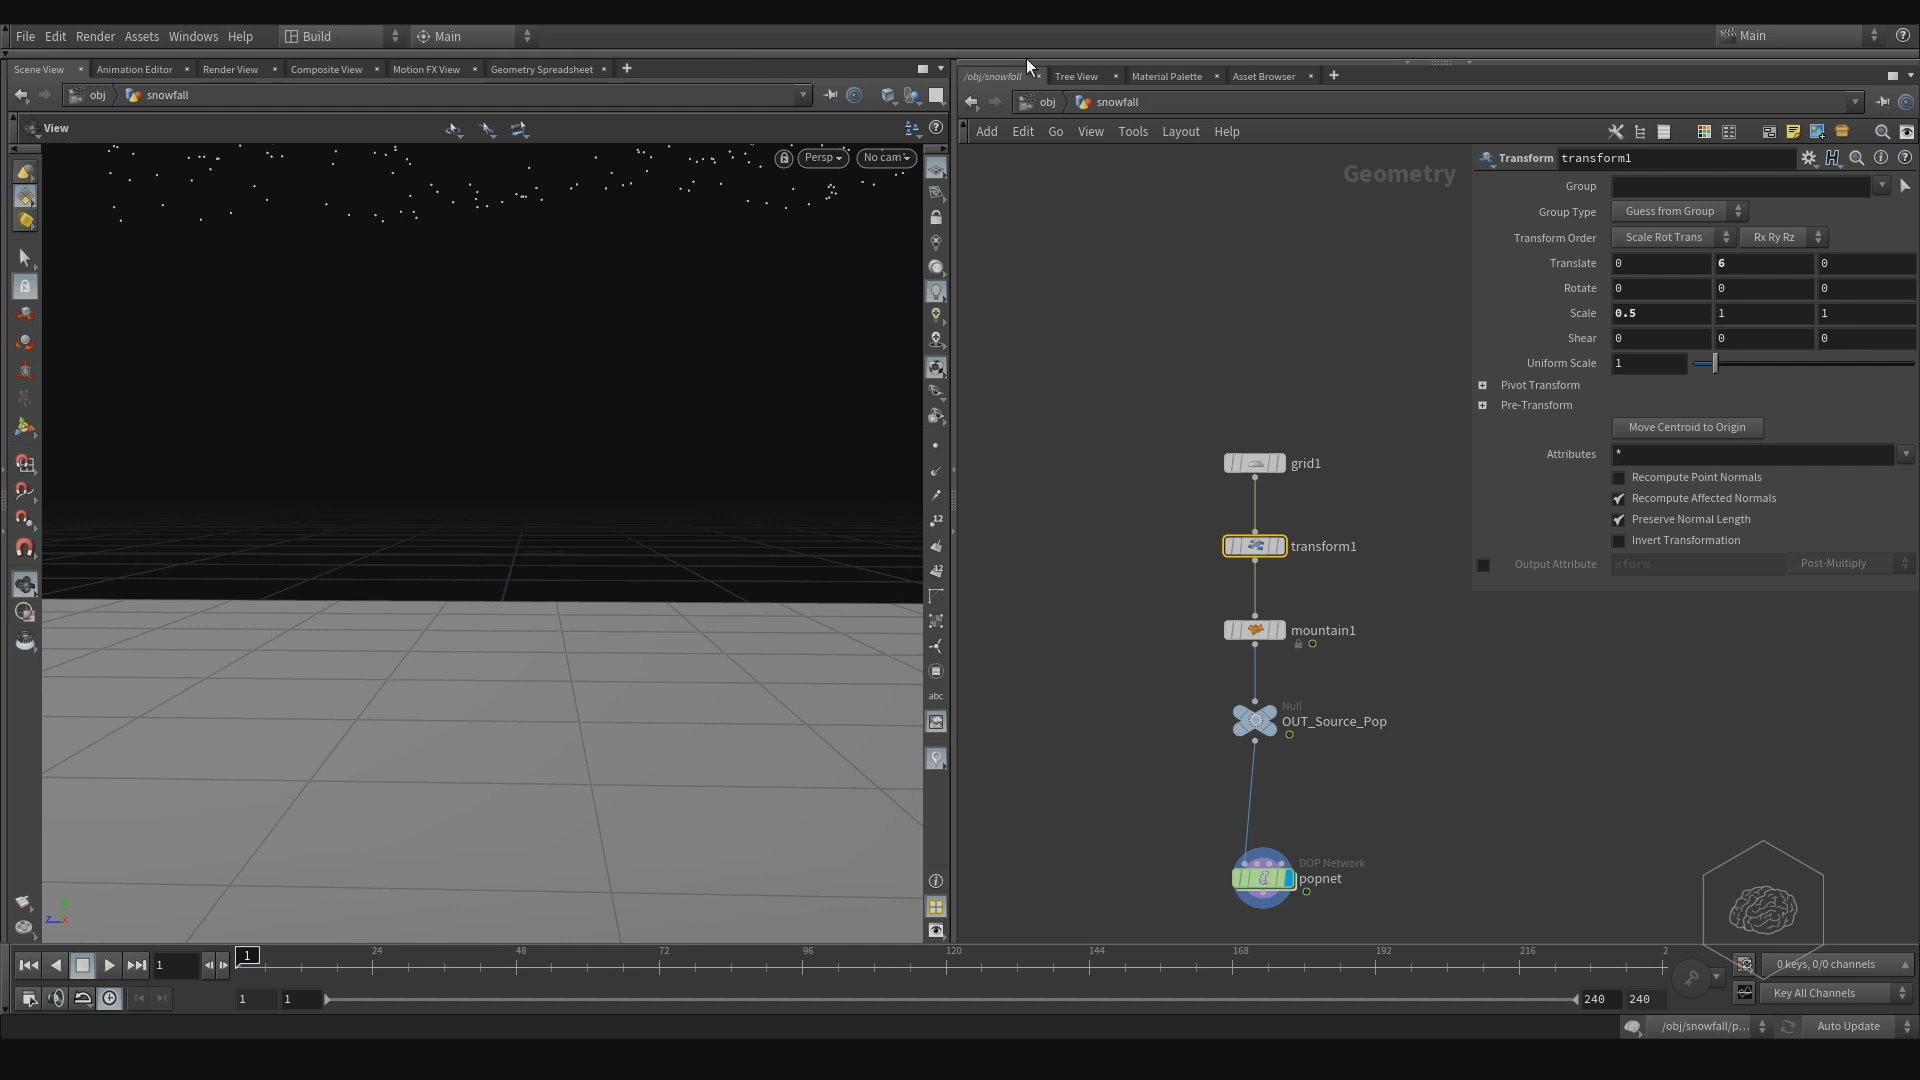 File Edit Render Assets Windows Help Build Main Main
Scene View Animation Editor Render View Composite View Motion FX View Geometry Spreadsheet
/obj/snowfall Tree View Material Palette Asset Browser
obj snowfall
obj snowfall
View
Add Edit Go View Tools Layout Help
Persp No cam
Geometry
Transform transform1
Group
Group Type Guess from Group
Transform Order Scale Rot Trans Rx Ry Rz
Translate 0 6 0
Rotate 0 0 0
Scale 0.5 1 1
Shear 0 0 0
Uniform Scale 1
Pivot Transform
Pre-Transform
Move Centroid to Origin
Attributes *
Recompute Point Normals
Recompute Affected Normals
Preserve Normal Length
Invert Transformation
Output Attribute xform Post-Multiply
grid1
transform1
mountain1
Null
OUT_Source_Pop
DOP Network
popnet
12
12
abc
z x
1 1 24 48 72 96 120 144 168 192 216 2
0 keys, 0/0 channels
1 1 240 240
Key All Channels
/obj/snowfall/p... Auto Update